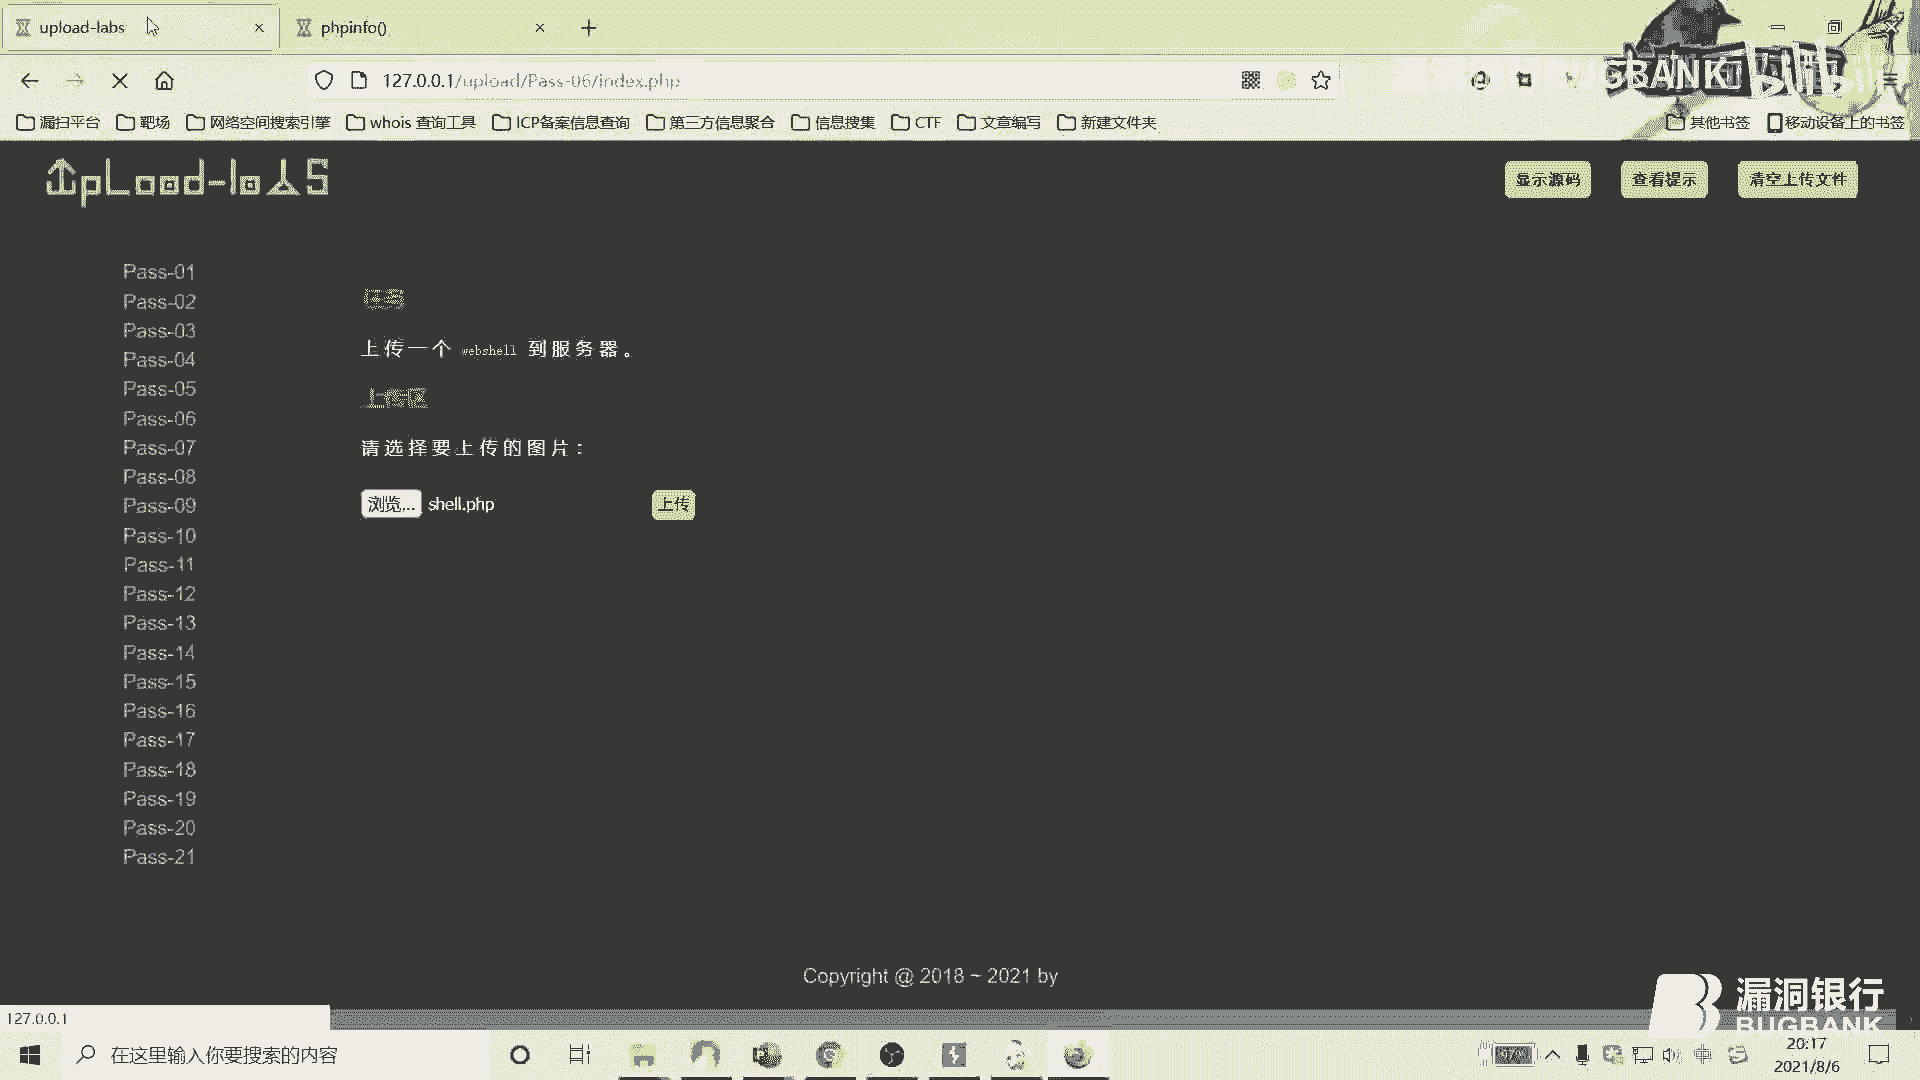 upload-labs
phpinfo()
127.0.0.1/upload/Pass-06/index.php
漏扫平台
靶场
网络空间搜索引擎
whois 查询工具
ICP备案信息查询
第三方信息聚合
信息搜集
CTF
文章编写
新建文件夹
其他书签
移动设备上的书签
UpLoad-labS
显示源码
查看提示
清空上传文件
Pass-01
Pass-02
Pass-03
Pass-04
Pass-05
Pass-06
Pass-07
Pass-08
Pass-09
Pass-10
Pass-11
Pass-12
Pass-13
Pass-14
Pass-15
Pass-16
Pass-17
Pass-18
Pass-19
Pass-20
Pass-21
任务
上传一个 webshell 到服务器。
上传区
请选择要上传的图片：
浏览... shell.php
上传
Copyright @ 2018 ~ 2021 by
127.0.0.1
漏洞银行
BUGBANK
在这里输入你要搜索的内容
97%
中
20:17
2021/8/6